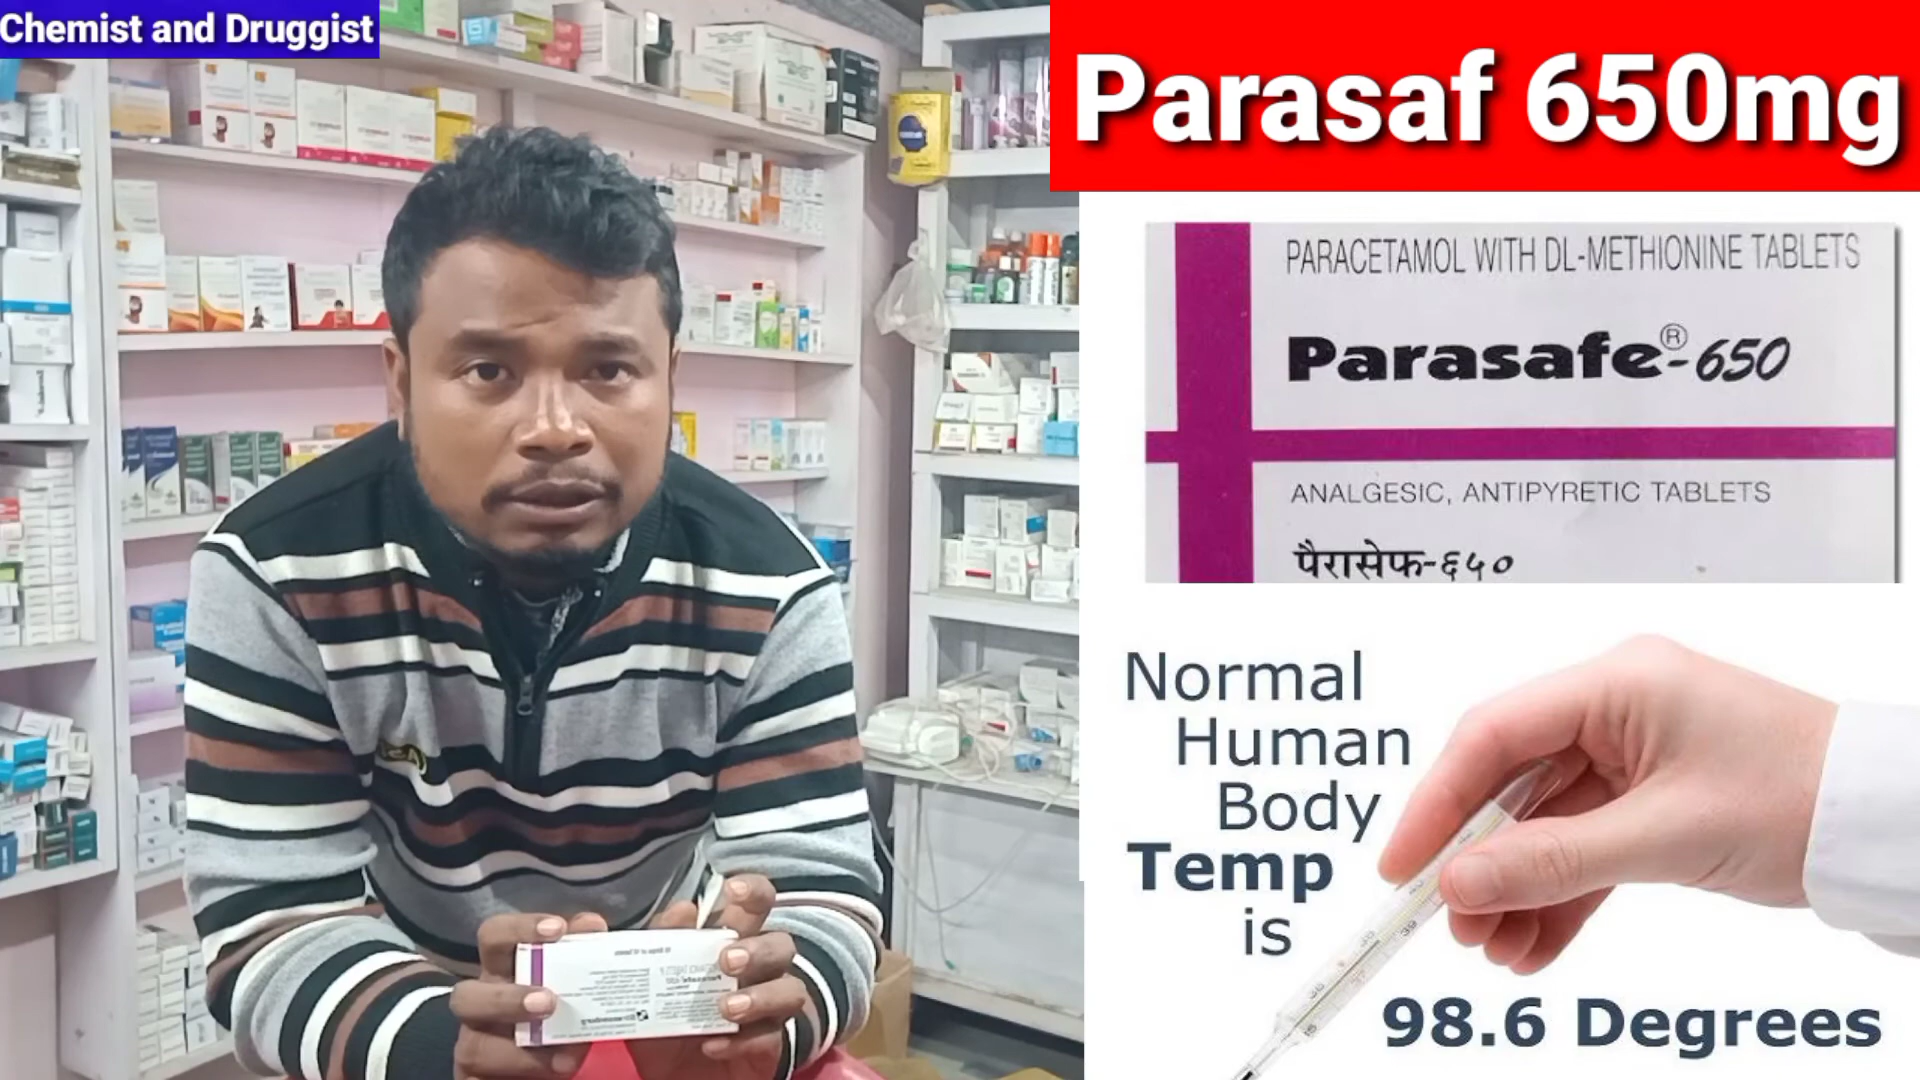 Chemist and Druggist
Parasaf 650mg
PARACETAMOL WITH DL-METHIONINE TABLETS
Parasafe®-650
ANALGESIC, ANTIPYRETIC TABLETS
पैरासेफ-६५०
Normal
Human
Body
Temp
is
98.6 Degrees